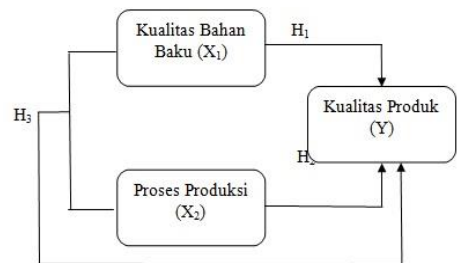 Kualitas Bahan
Baku (X₁)
H₁
Kualitas Produk
(Y)
H₃
H₂
Proses Produksi
(X₂)